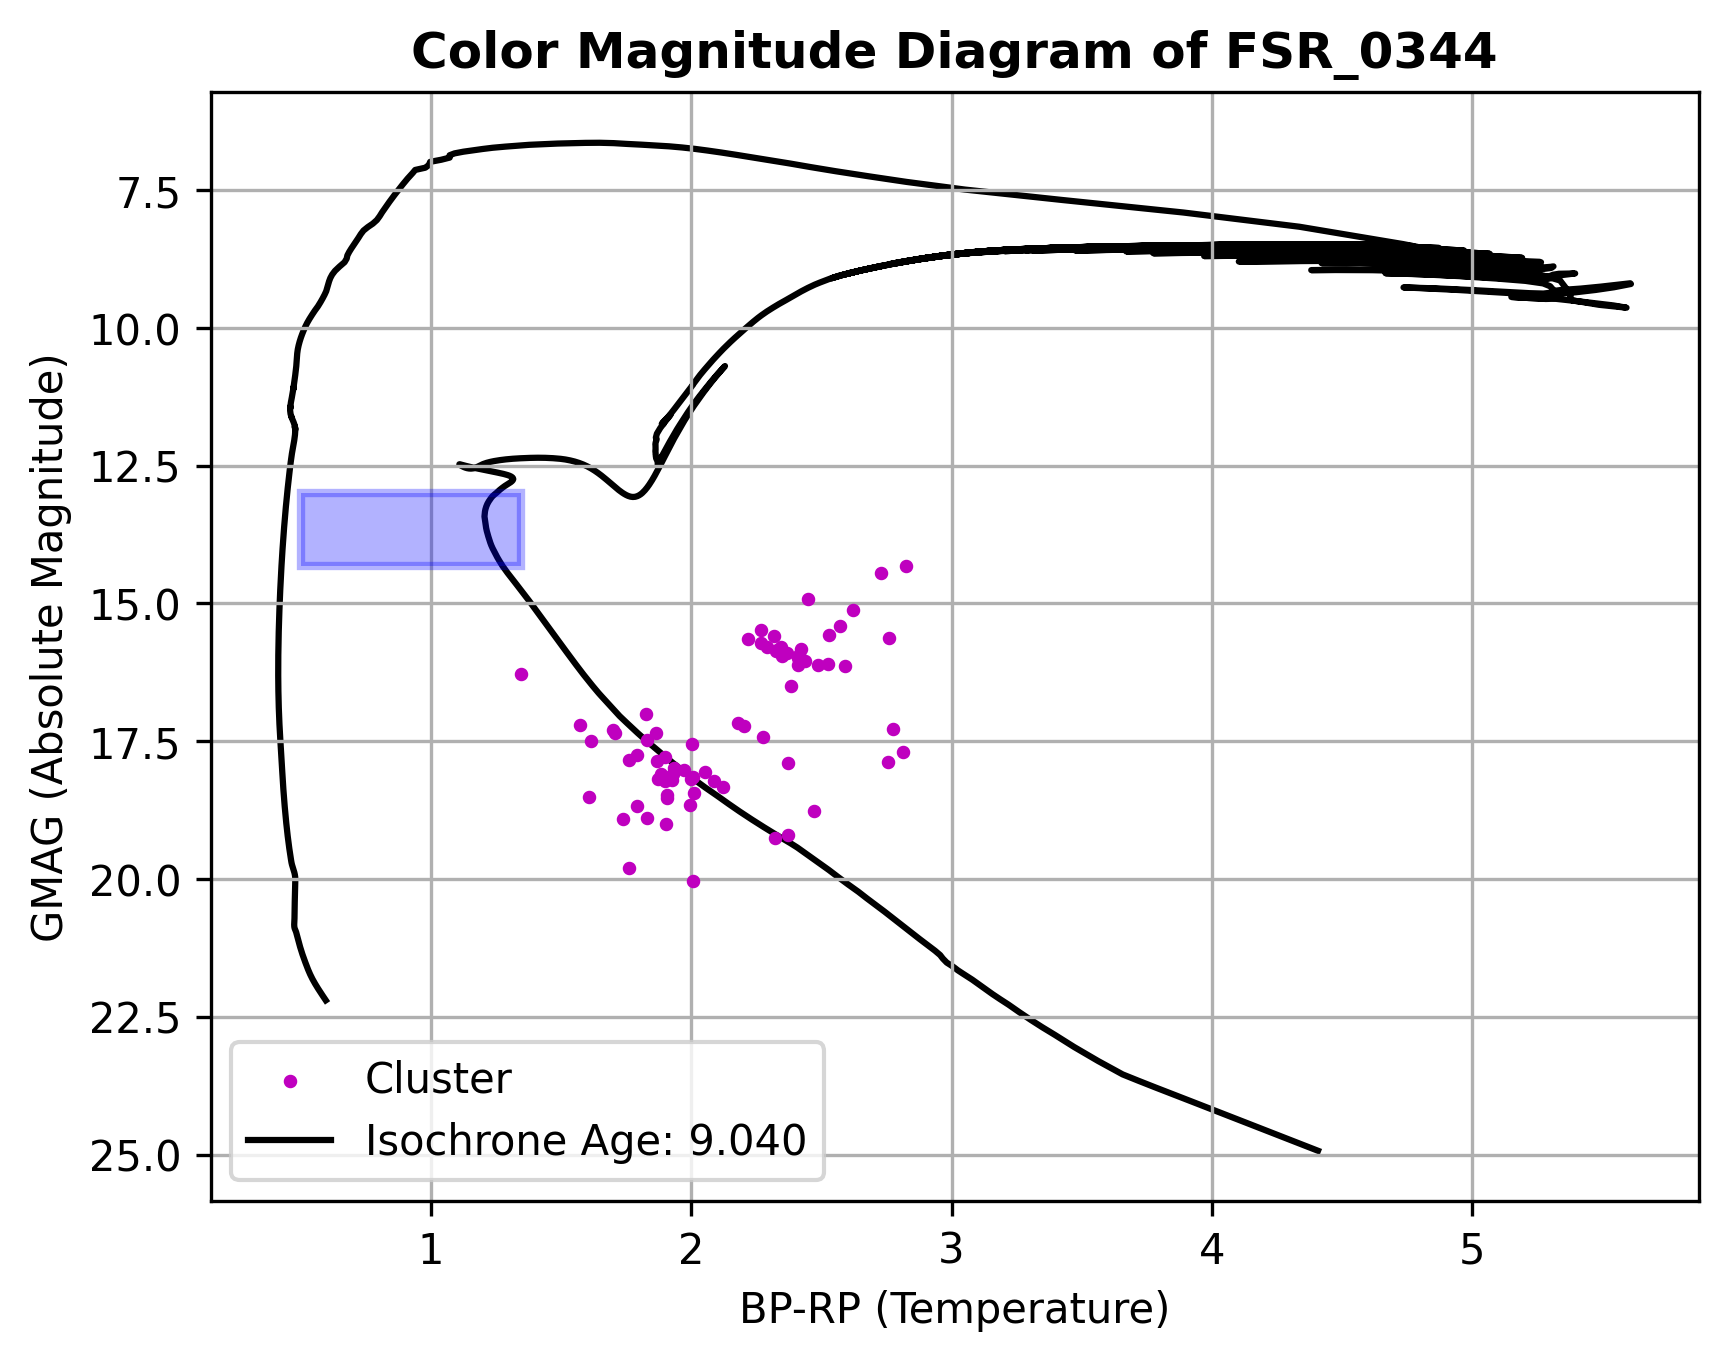 Color Magnitude Diagram of FSR_0344
GMAG (Absolute Magnitude)
7.5
10.0
12.5
15.0
17.5
20.0
22.5
25.0
Cluster
Isochrone Age: 9.040
1 2 3 4 5
BP-RP (Temperature)